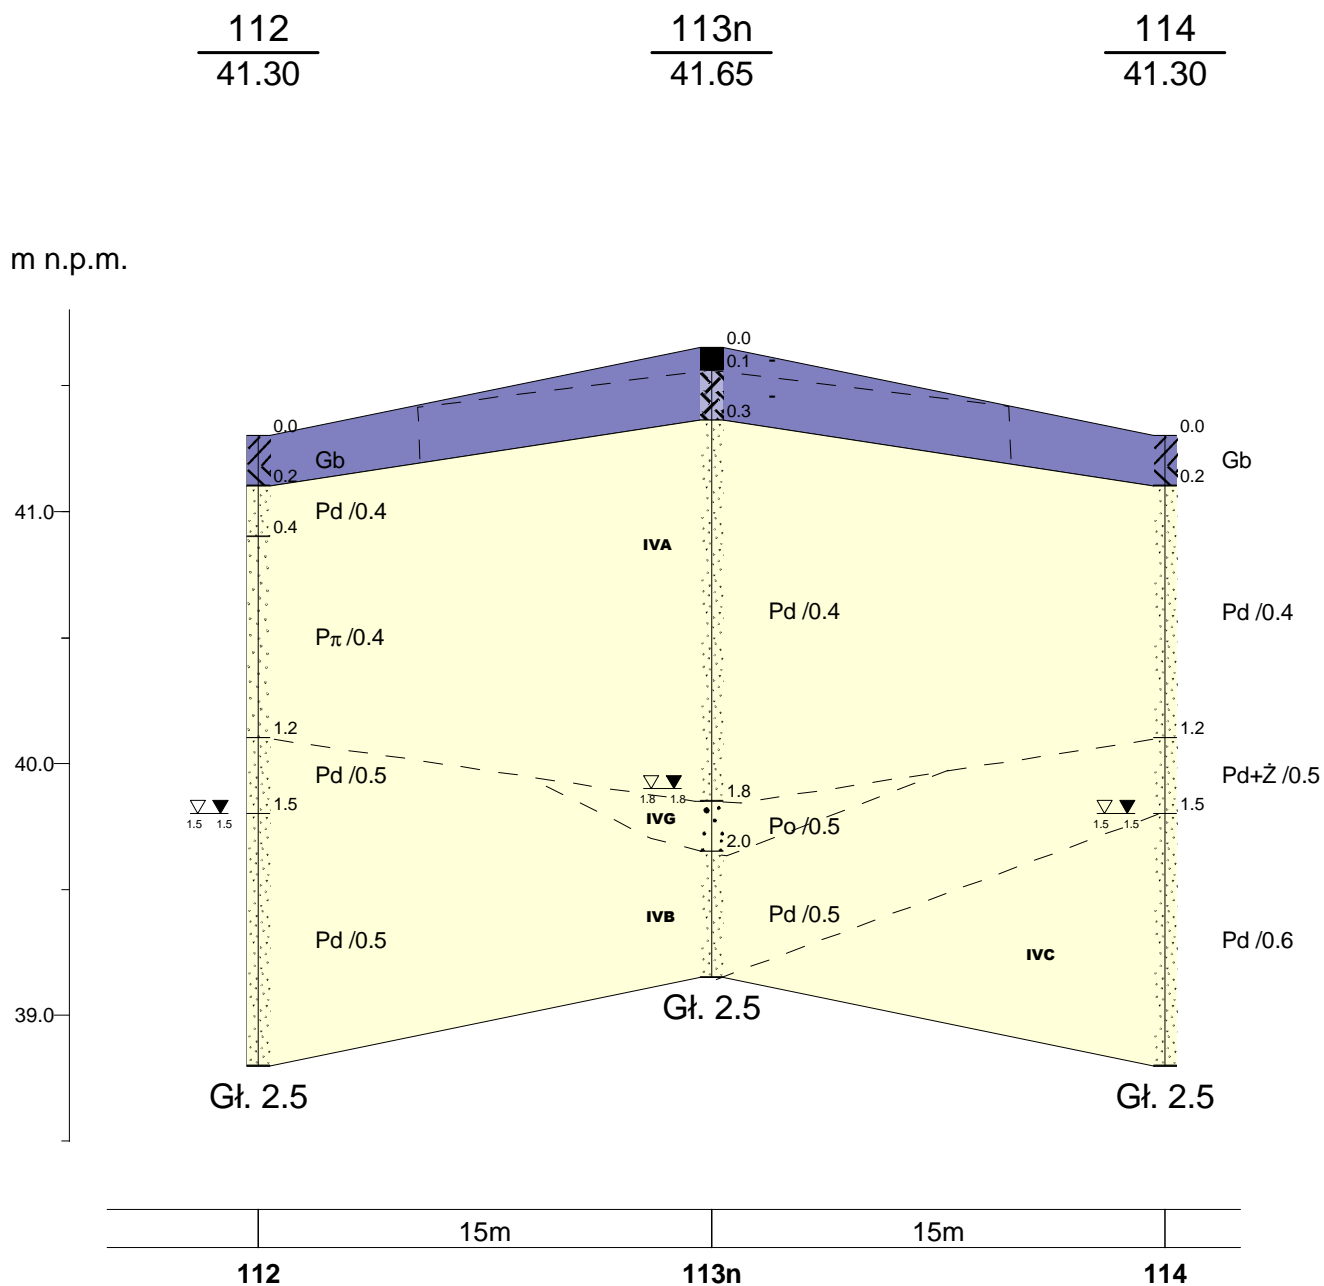 112 113n 114
41.30 41.65 41.30
m n.p.m.
0.0
0.1 -
-
0.3
0.0 0.0
Gb Gb
0.2 0.2
41.0 Pd /0.4
0.4
IVA
Pd /0.4 Pd /0.4
Pπ /0.4
1.2 1.2
40.0
Pd /0.5 Pd+Ż /0.5
1.8
1.8 1.8
1.5 1.5
1.5 1.5 IVG Po /0.5 1.5 1.5
2.0
IVB Pd /0.5
Pd /0.5 Pd /0.6
IVC
39.0
Gł. 2.5
Gł. 2.5 Gł. 2.5
15m 15m
112 113n 114